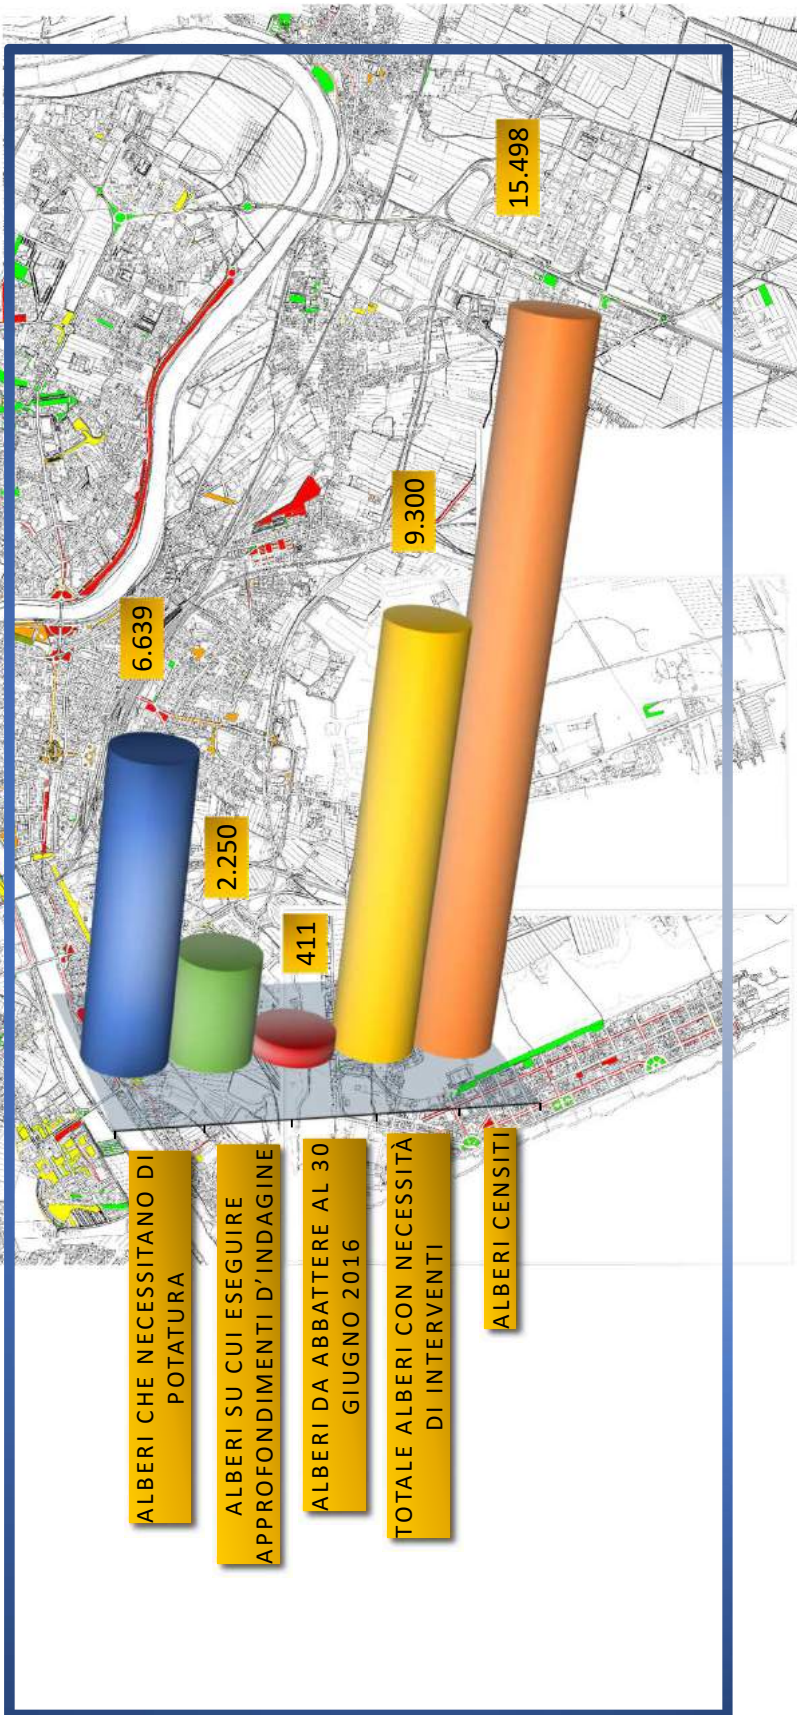 6.639
2.250
411
9.300
15.498
ALBERI CHE NECESSITANO DI
POTATURA
ALBERI SU CUI ESEGUIRE
APPROFONDIMENTI D’INDAGINE
ALBERI DA ABBATTERE AL 30
GIUGNO 2016
TOTALE ALBERI CON NECESSITÀ
DI INTERVENTI
ALBERI CENSITI